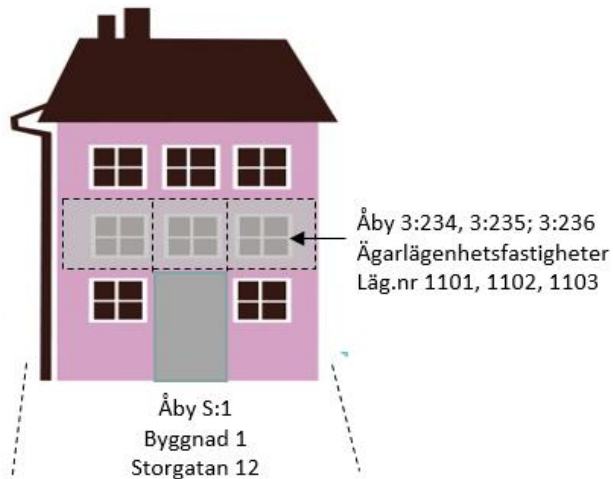 Åby 3:234, 3:235; 3:236
Ägarlägenhetsfastigheter
Läg.nr 1101, 1102, 1103
Åby S:1
Byggnad 1
Storgatan 12